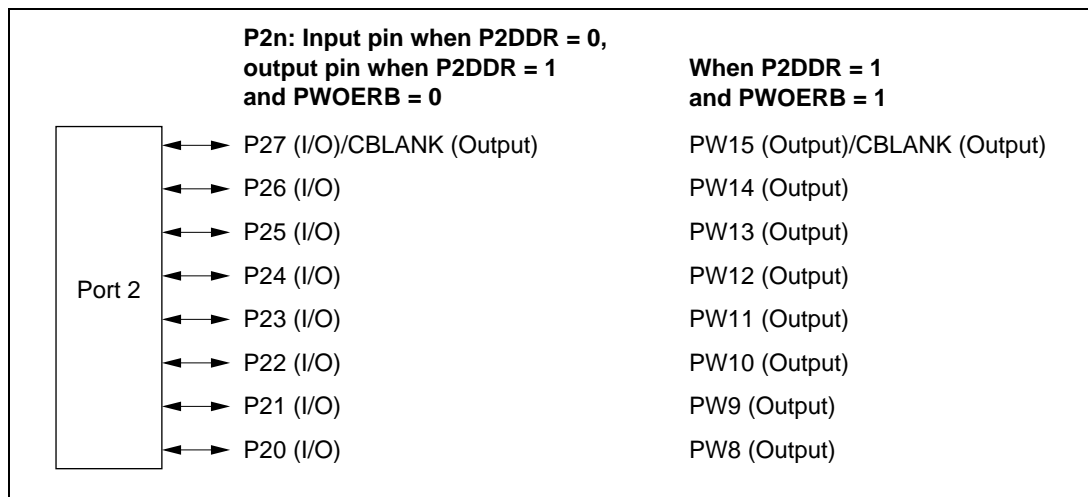 P2n: Input pin when P2DDR = 0,
output pin when P2DDR = 1
and PWOERB = 0
When P2DDR = 1
and PWOERB = 1
Port 2
P27 (I/O)/CBLANK (Output)
PW15 (Output)/CBLANK (Output)
P26 (I/O)
PW14 (Output)
P25 (I/O)
PW13 (Output)
P24 (I/O)
PW12 (Output)
P23 (I/O)
PW11 (Output)
P22 (I/O)
PW10 (Output)
P21 (I/O)
PW9 (Output)
P20 (I/O)
PW8 (Output)